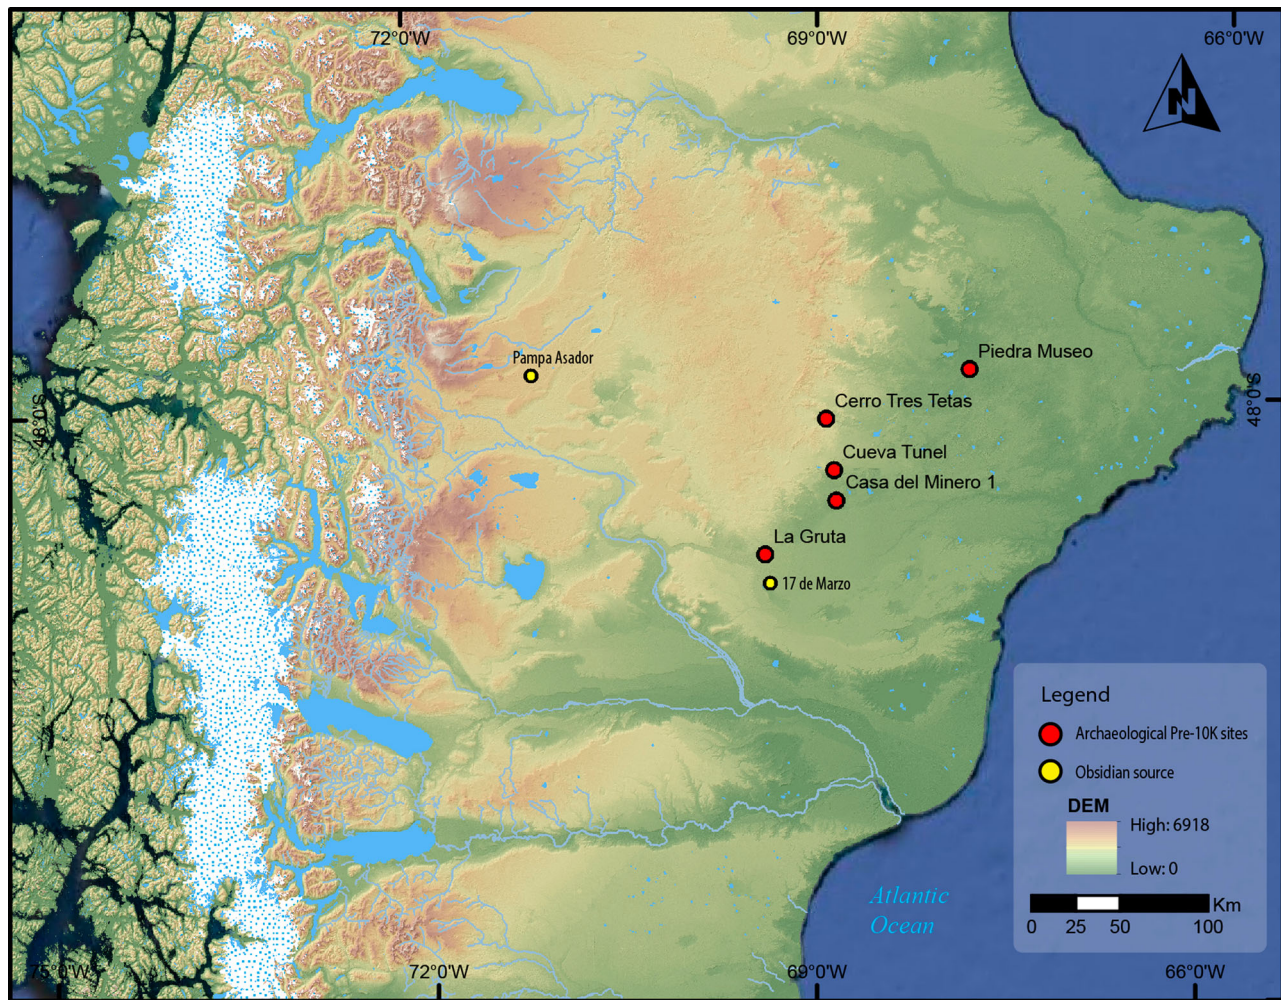 72°0'W
69°0'W
66°0'W
N
Pampa Asador
Piedra Museo
Cerro Tres Tetas
48°0'S
48°0'S
Cueva Tunel
Casa del Minero 1
La Gruta
17 de Marzo
Legend
Archaeological Pre-10K sites
Obsidian source
DEM
High: 6918
Low: 0
Km
0 25 50 100
Atlantic
Ocean
75°0'W
72°0'W
69°0'W
66°0'W